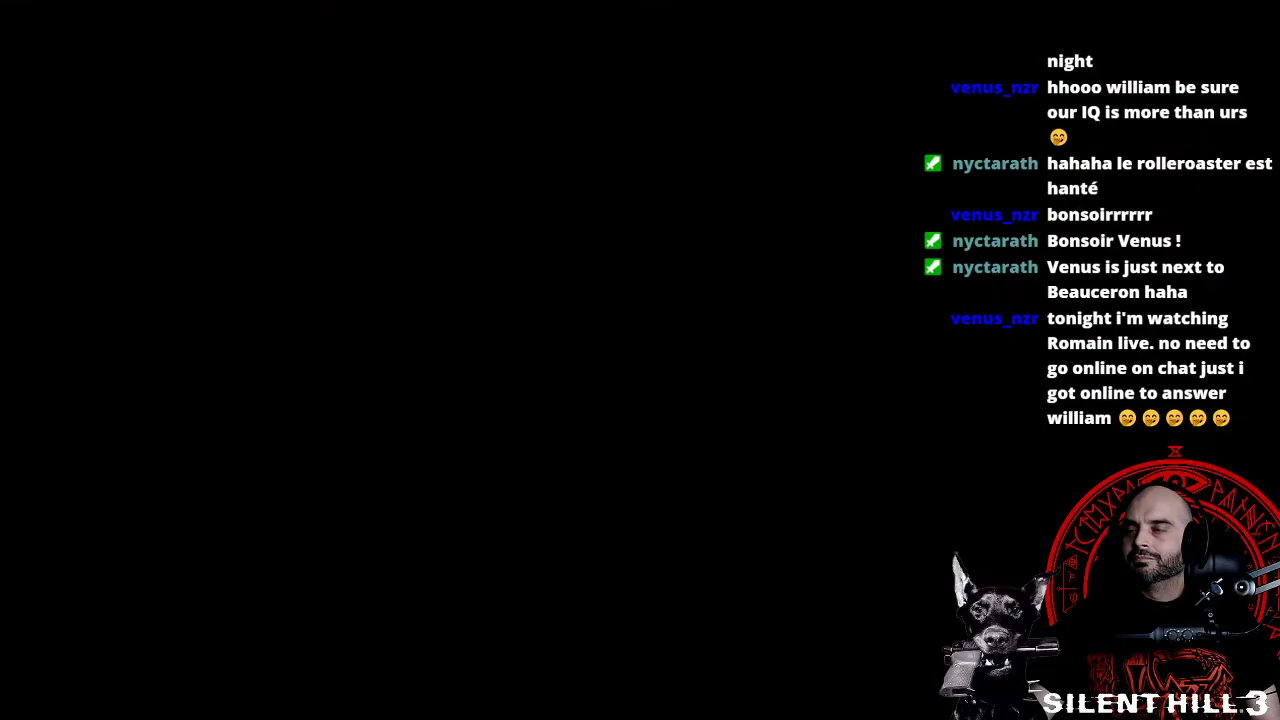 night
venus_nzr hhooo william be sure
our IQ is more than urs
🤭
nyctarath hahaha le rolleroaster est
hanté
venus_nzr bonsoirrrrrr
nyctarath Bonsoir Venus !
nyctarath Venus is just next to
Beauceron haha
venus_nzr tonight i'm watching
Romain live. no need to
go online on chat just i
got online to answer
william 🤭 🤭 🤭 🤭 🤭
SILENT HILL 3